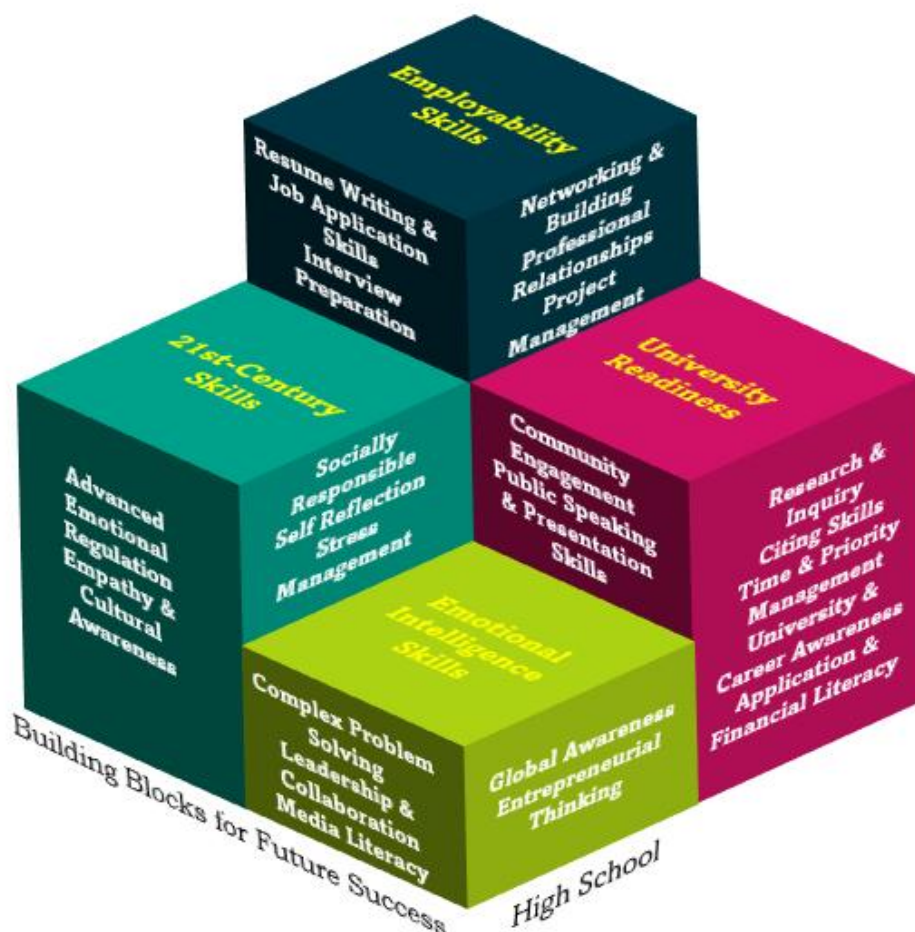 Employability
Skills
Resume Writing &
Job Application
Skills
Interview
Preparation
Networking &
Building
Professional
Relationships
Project
Management
21st-Century
Skills
Advanced
Emotional
Regulation
Empathy &
Cultural
Awareness
Socially
Responsible
Self Reflection
Stress
Management
University
Readiness
Community
Engagement
Public Speaking
& Presentation
Skills
Research &
Inquiry
Citing Skills
Time & Priority
Management
University &
Career Awareness
Application &
Financial Literacy
Emotional
Intelligence
Skills
Complex Problem
Solving
Leadership &
Collaboration
Media Literacy
Global Awareness
Entrepreneurial
Thinking
Building Blocks for Future Success
High School